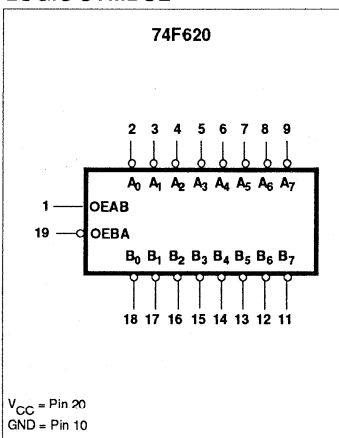 74F620
2 3 4 5 6 7 8 9
A0 A1 A2 A3 A4 A5 A6 A7
1 OEAB
19 OEBA
B0 B1 B2 B3 B4 B5 B6 B7
18 17 16 15 14 13 12 11
VCC = Pin 20
GND = Pin 10